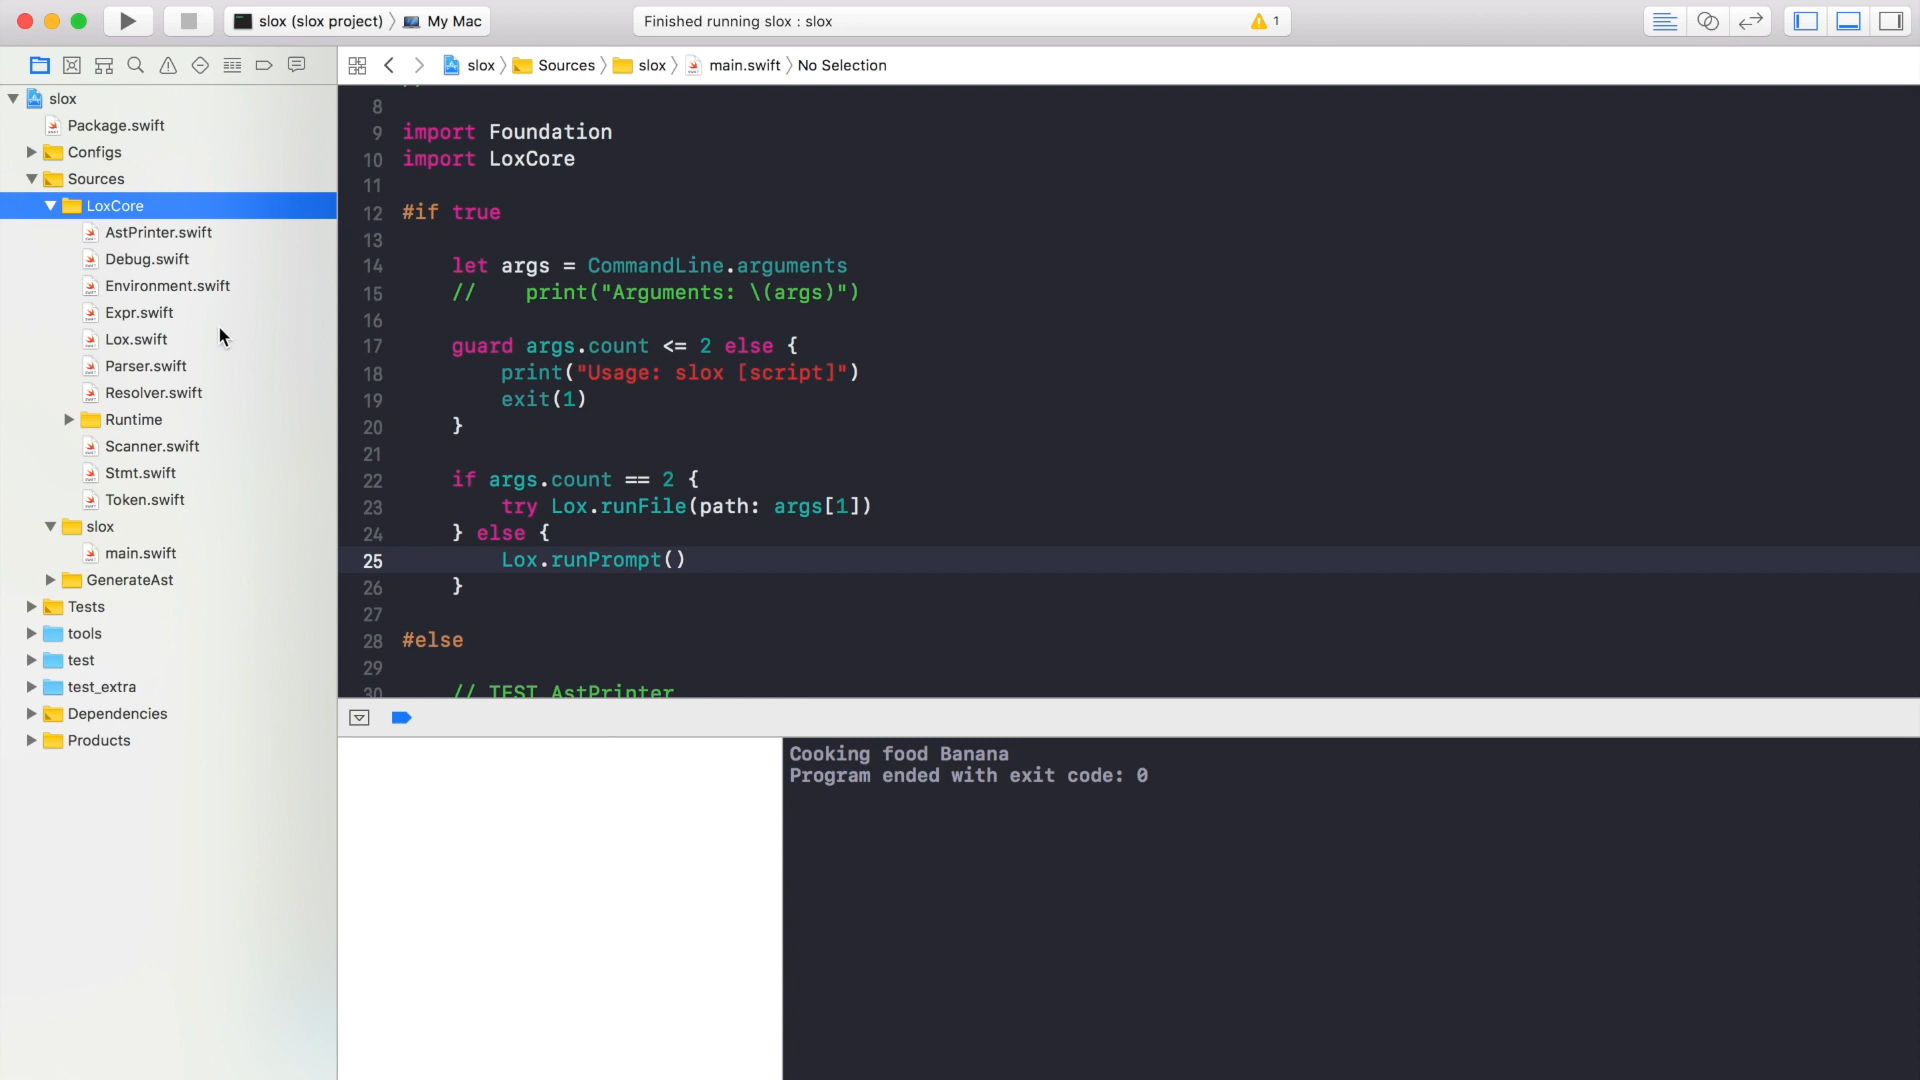 slox (slox project) 〉 My Mac
Finished running slox : slox
1
slox 〉 Sources 〉 slox 〉 main.swift 〉 No Selection
slox
Package.swift
Configs
Sources
LoxCore
AstPrinter.swift
Debug.swift
Environment.swift
Expr.swift
Lox.swift
Parser.swift
Resolver.swift
Runtime
Scanner.swift
Stmt.swift
Token.swift
slox
main.swift
GenerateAst
Tests
tools
test
test_extra
Dependencies
Products
8
9 import Foundation
10 import LoxCore
11
12 #if true
13
14 let args = CommandLine.arguments
15 // print("Arguments: \(args)")
16
17 guard args.count <= 2 else {
18 print("Usage: slox [script]")
19 exit(1)
20 }
21
22 if args.count == 2 {
23 try Lox.runFile(path: args[1])
24 } else {
25 Lox.runPrompt()
26 }
27
28 #else
29
30 // TEST AstPrinter
Cooking food Banana
Program ended with exit code: 0